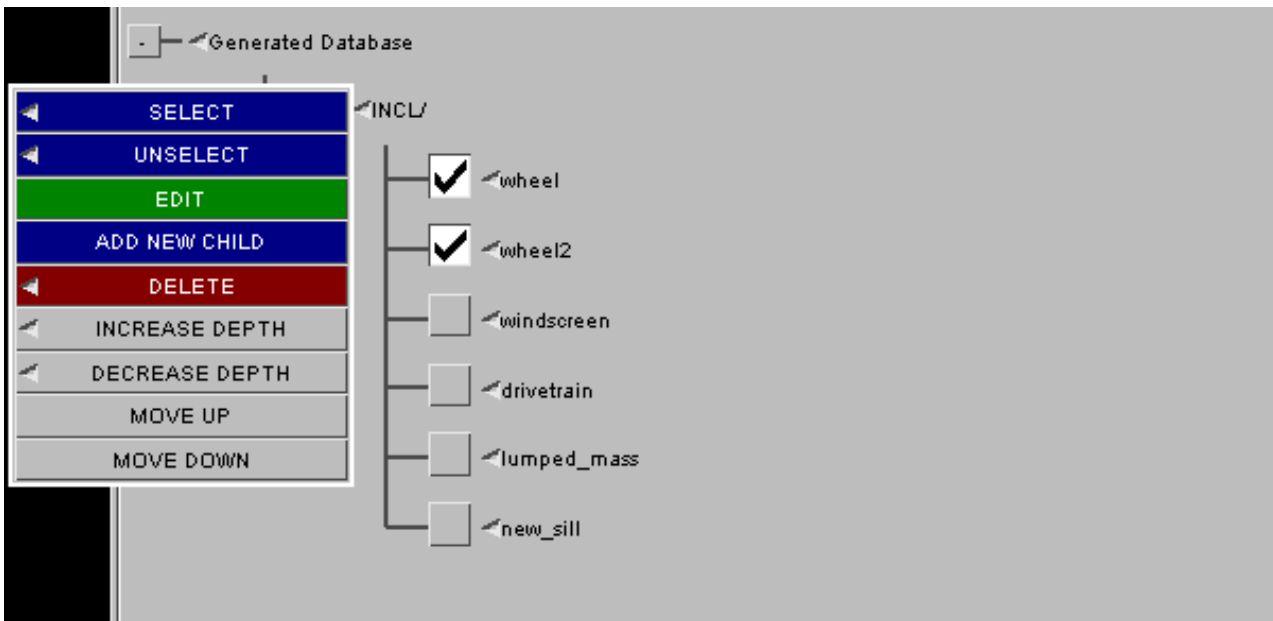 Generated Database
SELECT
INCL/
UNSELECT
wheel
EDIT
ADD NEW CHILD
wheel2
DELETE
INCREASE DEPTH
windscreen
DECREASE DEPTH
drivetrain
MOVE UP
MOVE DOWN
lumped_mass
new_sill